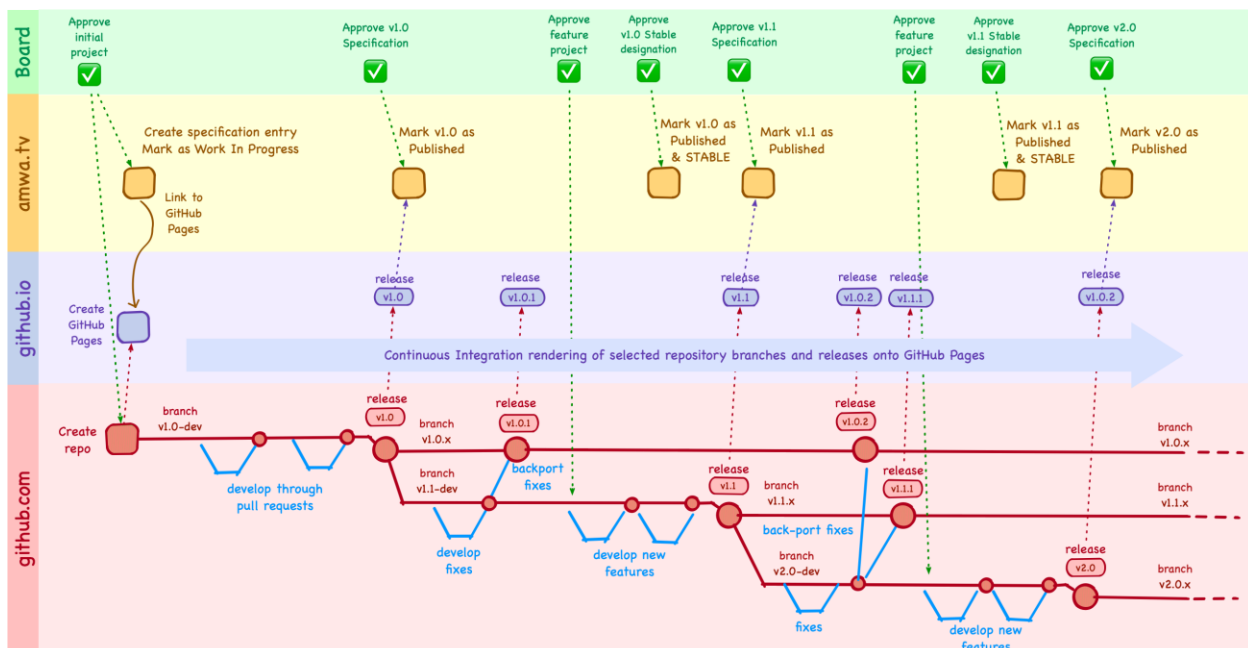 Board
Approve
initial
project
Approve v1.0
Specification
Approve
feature
project
Approve
v1.0 Stable
designation
Approve v1.1
Specification
Approve
feature
project
Approve
v1.1 Stable
designation
Approve v2.0
Specification
amwa.tv
Create specification entry
Mark as Work In Progress
Link to
GitHub
Pages
Mark v1.0 as
Published
Mark v1.0 as
Published
& STABLE
Mark v1.1 as
Published
Mark v1.1 as
Published
& STABLE
Mark v2.0 as
Published
github.io
Create
GitHub
Pages
release
v1.0
release
v1.0.1
release
v1.1
release
v1.0.2
release
v1.1.1
release
v1.0.2
Continuous Integration rendering of selected repository branches and releases onto GitHub Pages
github.com
Create
repo
branch
v1.0-dev
develop through
pull requests
release
v1.0
branch
v1.0.x
branch
v1.1-dev
release
v1.0.1
backport
fixes
develop
fixes
develop new
features
release
v1.1
branch
v1.1.x
branch
v2.0-dev
back-port fixes
fixes
release
v1.0.2
release
v1.1.1
develop new
features
release
v2.0
branch
v1.0.x
branch
v1.1.x
branch
v2.0.x